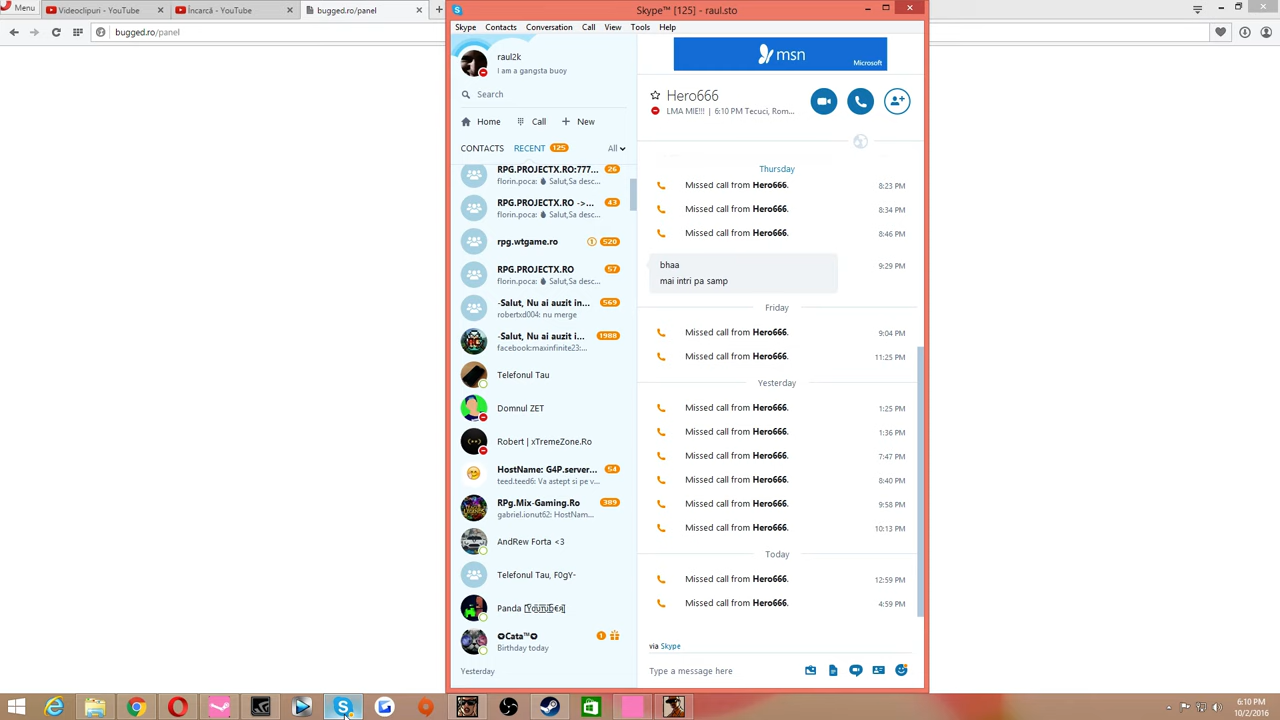 Menu
Videoclipuri - YouTube
Încarcă - YouTube
bugged.ro/panel
bugged.ro/panel
Skype™ [125] - raul.sto
Skype Contacts Conversation Call View Tools Help
raul2k
I am a gangsta buoy
Search
Home Call New
CONTACTS RECENT 125 All
RPG.PROJECTX.RO:777... 26
florin.poca: Salut,Sa desc...
RPG.PROJECTX.RO ->... 43
florin.poca: Salut,Sa desc...
rpg.wtgame.ro 520
RPG.PROJECTX.RO 57
florin.poca: Salut,Sa desc...
-Salut, Nu ai auzit in... 569
robertxd004: nu merge
-Salut, Nu ai auzit i... 1988
facebook:maxinfinite23:...
Telefonul Tau
Domnul ZET
Robert | xTremeZone.Ro
HostName: G4P.server... 54
teed.teed6: Va astept si pe v...
RPg.Mix-Gaming.Ro 389
gabriel.ionut62: HostNam...
AndRew Forta <3
Telefonul Tau, F0gY-
Panda
✪Cata™✪ 1
Birthday today
Yesterday
msn
Microsoft
Hero666
LMA MIE!!! | 6:10 PM Tecuci, Rom...
Thursday
Missed call from Hero666. 8:23 PM
Missed call from Hero666. 8:34 PM
Missed call from Hero666. 8:46 PM
bhaa 9:29 PM
mai intri pa samp
Friday
Missed call from Hero666. 9:04 PM
Missed call from Hero666. 11:25 PM
Yesterday
Missed call from Hero666. 1:25 PM
Missed call from Hero666. 1:36 PM
Missed call from Hero666. 7:47 PM
Missed call from Hero666. 8:40 PM
Missed call from Hero666. 9:58 PM
Missed call from Hero666. 10:13 PM
Today
Missed call from Hero666. 12:59 PM
Missed call from Hero666. 4:59 PM
via Skype
Type a message here
6:10 PM
10/2/2016